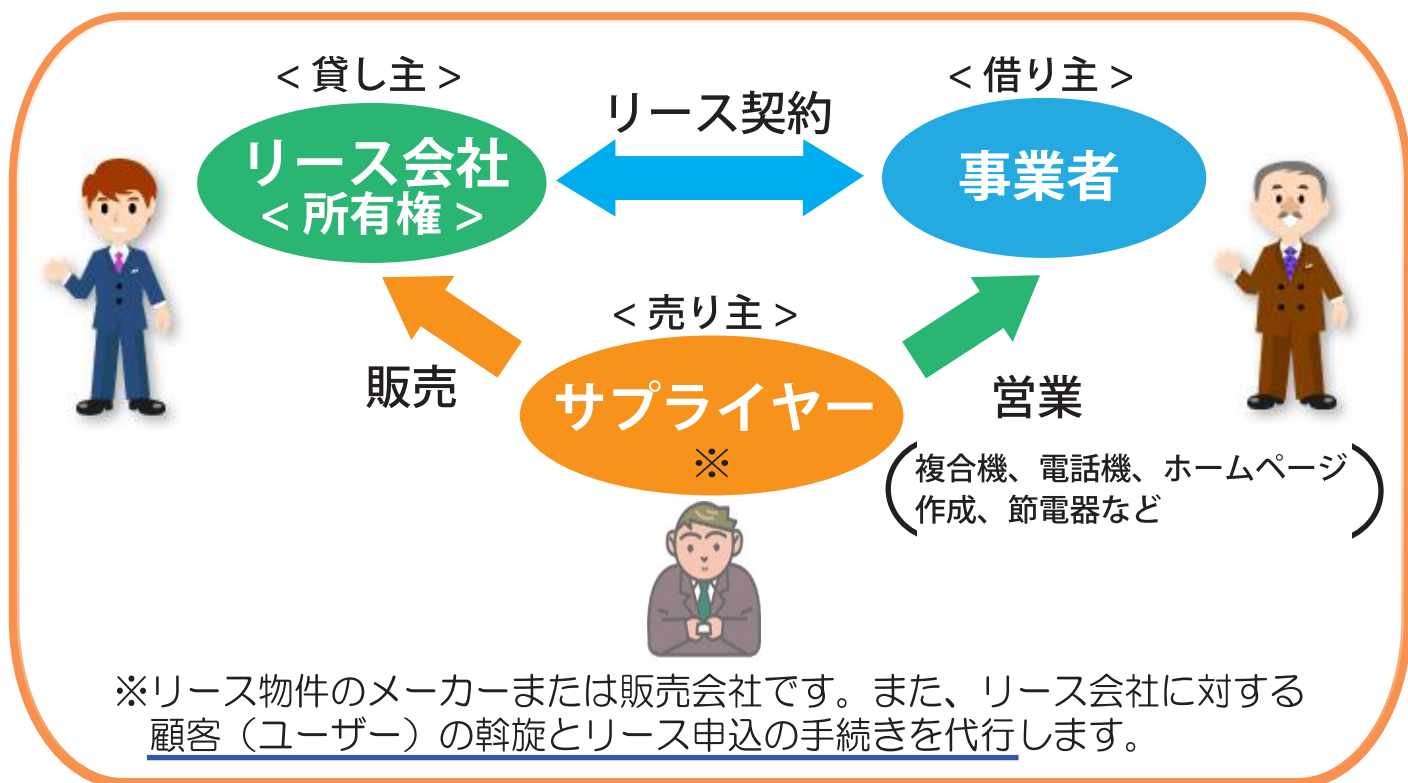 < 貸し主 >
リース会社
< 所有権 >
リース契約
< 借り主 >
事業者
< 売り主 >
サプライヤー
※
販売
営業
(複合機、電話機、ホームページ
作成、節電器など)
※リース物件のメーカーまたは販売会社です。また、リース会社に対する
顧客（ユーザー）の斡旋とリース申込の手続きを代行します。